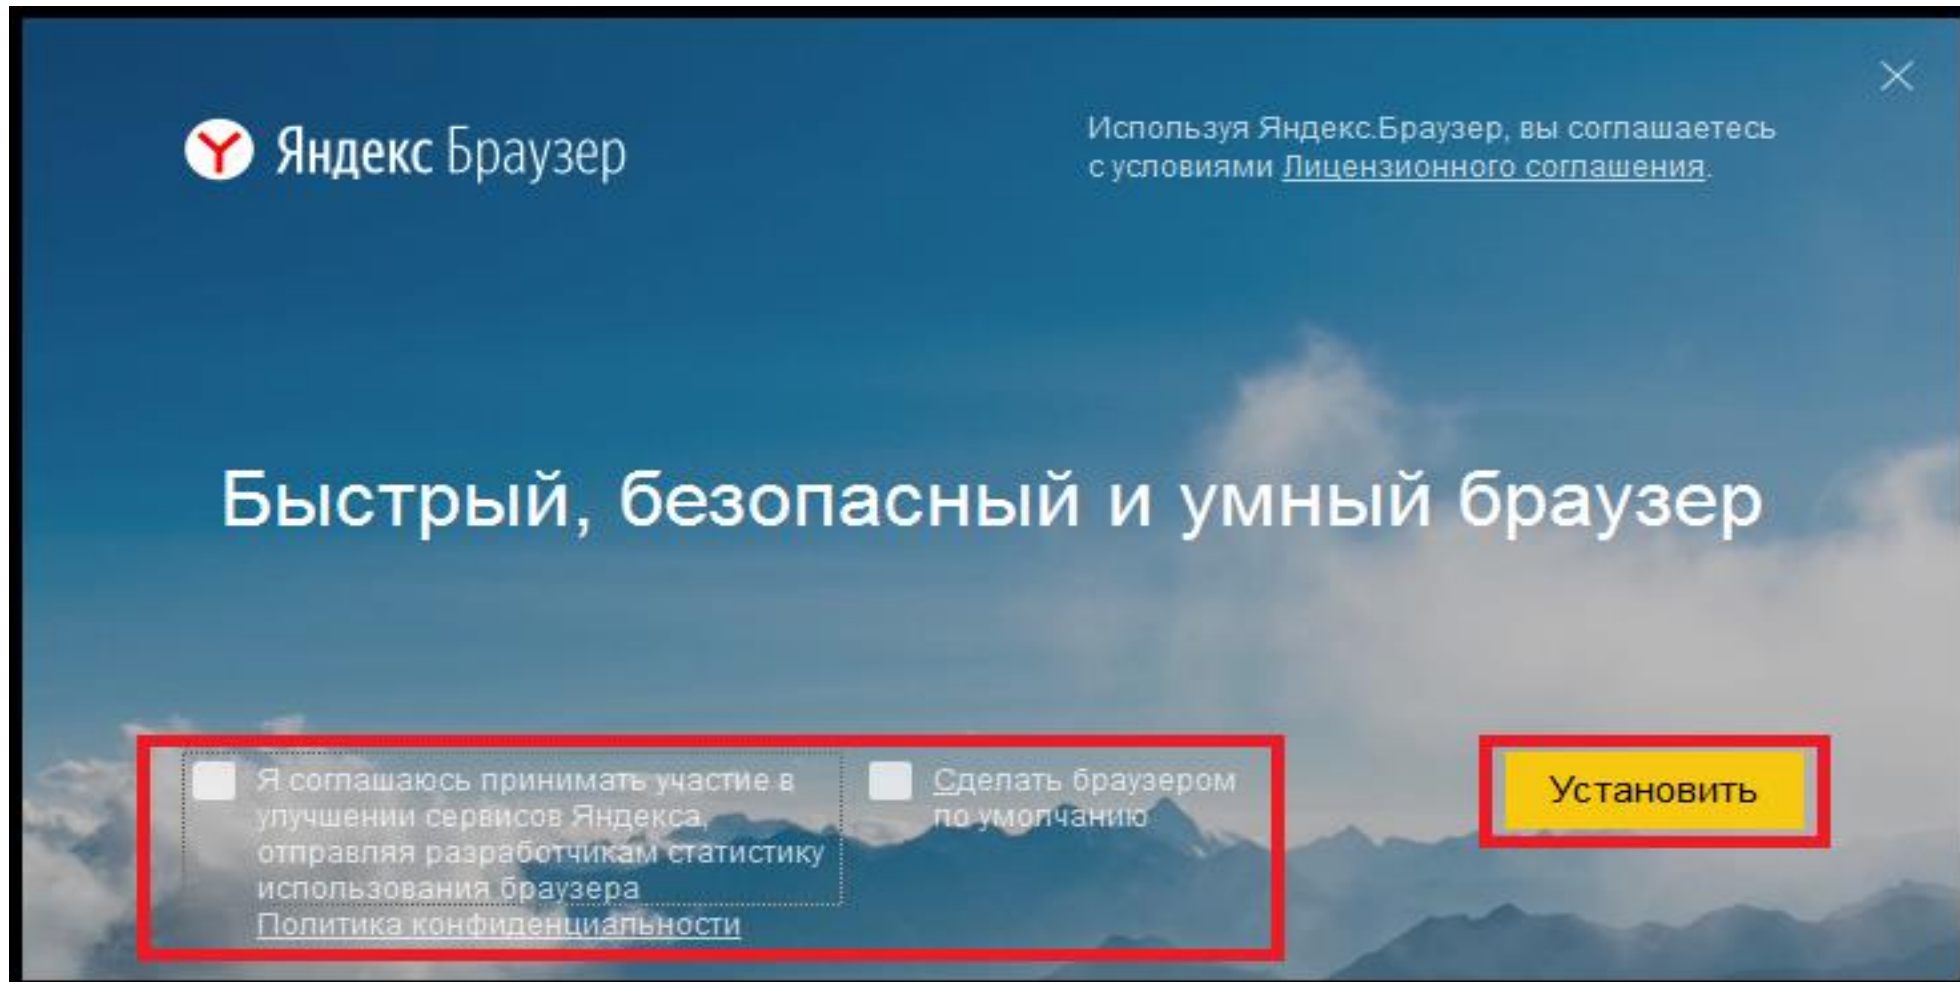 Яндекс Браузер
Используя Яндекс.Браузер, вы соглашаетесь
с условиями Лицензионного соглашения.
Быстрый, безопасный и умный браузер
Я соглашаюсь принимать участие в
улучшении сервисов Яндекса,
отправляя разработчикам статистику
использования браузера
Политика конфиденциальности
Сделать браузером
по умолчанию
Установить